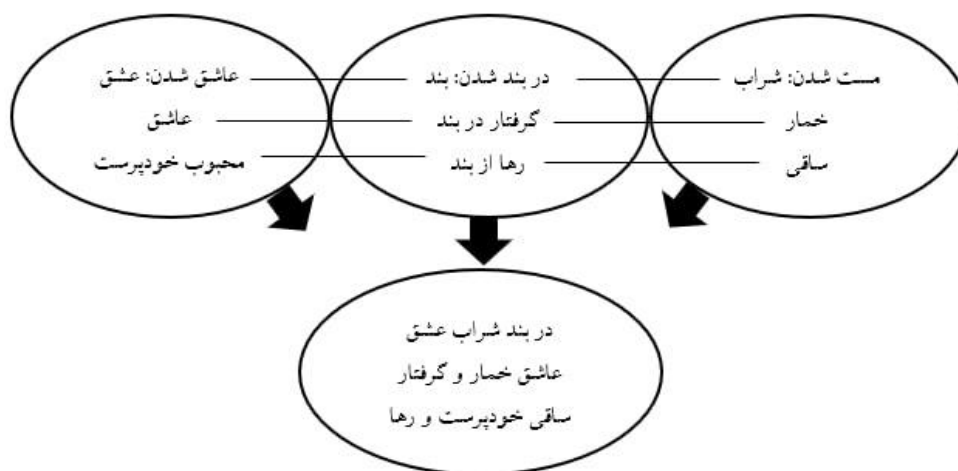 مست شدن: شراب
خمار
ساقی
در بند شدن: بند
گرفتار در بند
رها از بند
عاشق شدن: عشق
عاشق
محبوب خودپرست
در بند شراب عشق
عاشق خمار و گرفتار
ساقی خودپرست و رها